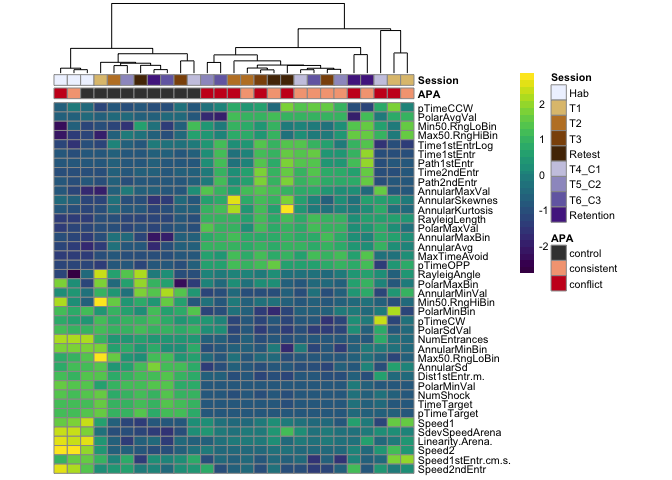 Session
APA
pTimeCCW
PolarAvgVal
Min50.RngLoBin
Max50.RngHiBin
Time1stEntrLog
Time1stEntr
Path1stEntr
Time2ndEntr
Path2ndEntr
AnnularMaxVal
AnnularSkewnes
AnnularKurtosis
RayleigLength
PolarMaxVal
AnnularMaxBin
AnnularAvg
MaxTimeAvoid
pTimeOPP
RayleigAngle
PolarMaxBin
AnnularMinVal
Min50.RngHiBin
PolarMinBin
pTimeCW
PolarSdVal
NumEntrances
AnnularMinBin
Max50.RngLoBin
AnnularSd
Dist1stEntr.m.
PolarMinVal
NumShock
TimeTarget
pTimeTarget
Speed1
SdevSpeedArena
Linearity.Arena.
Speed2
Speed1stEntr.cm.s.
Speed2ndEntr
2
1
0
-1
-2
Session
Hab
T1
T2
T3
Retest
T4_C1
T5_C2
T6_C3
Retention
APA
control
consistent
conflict